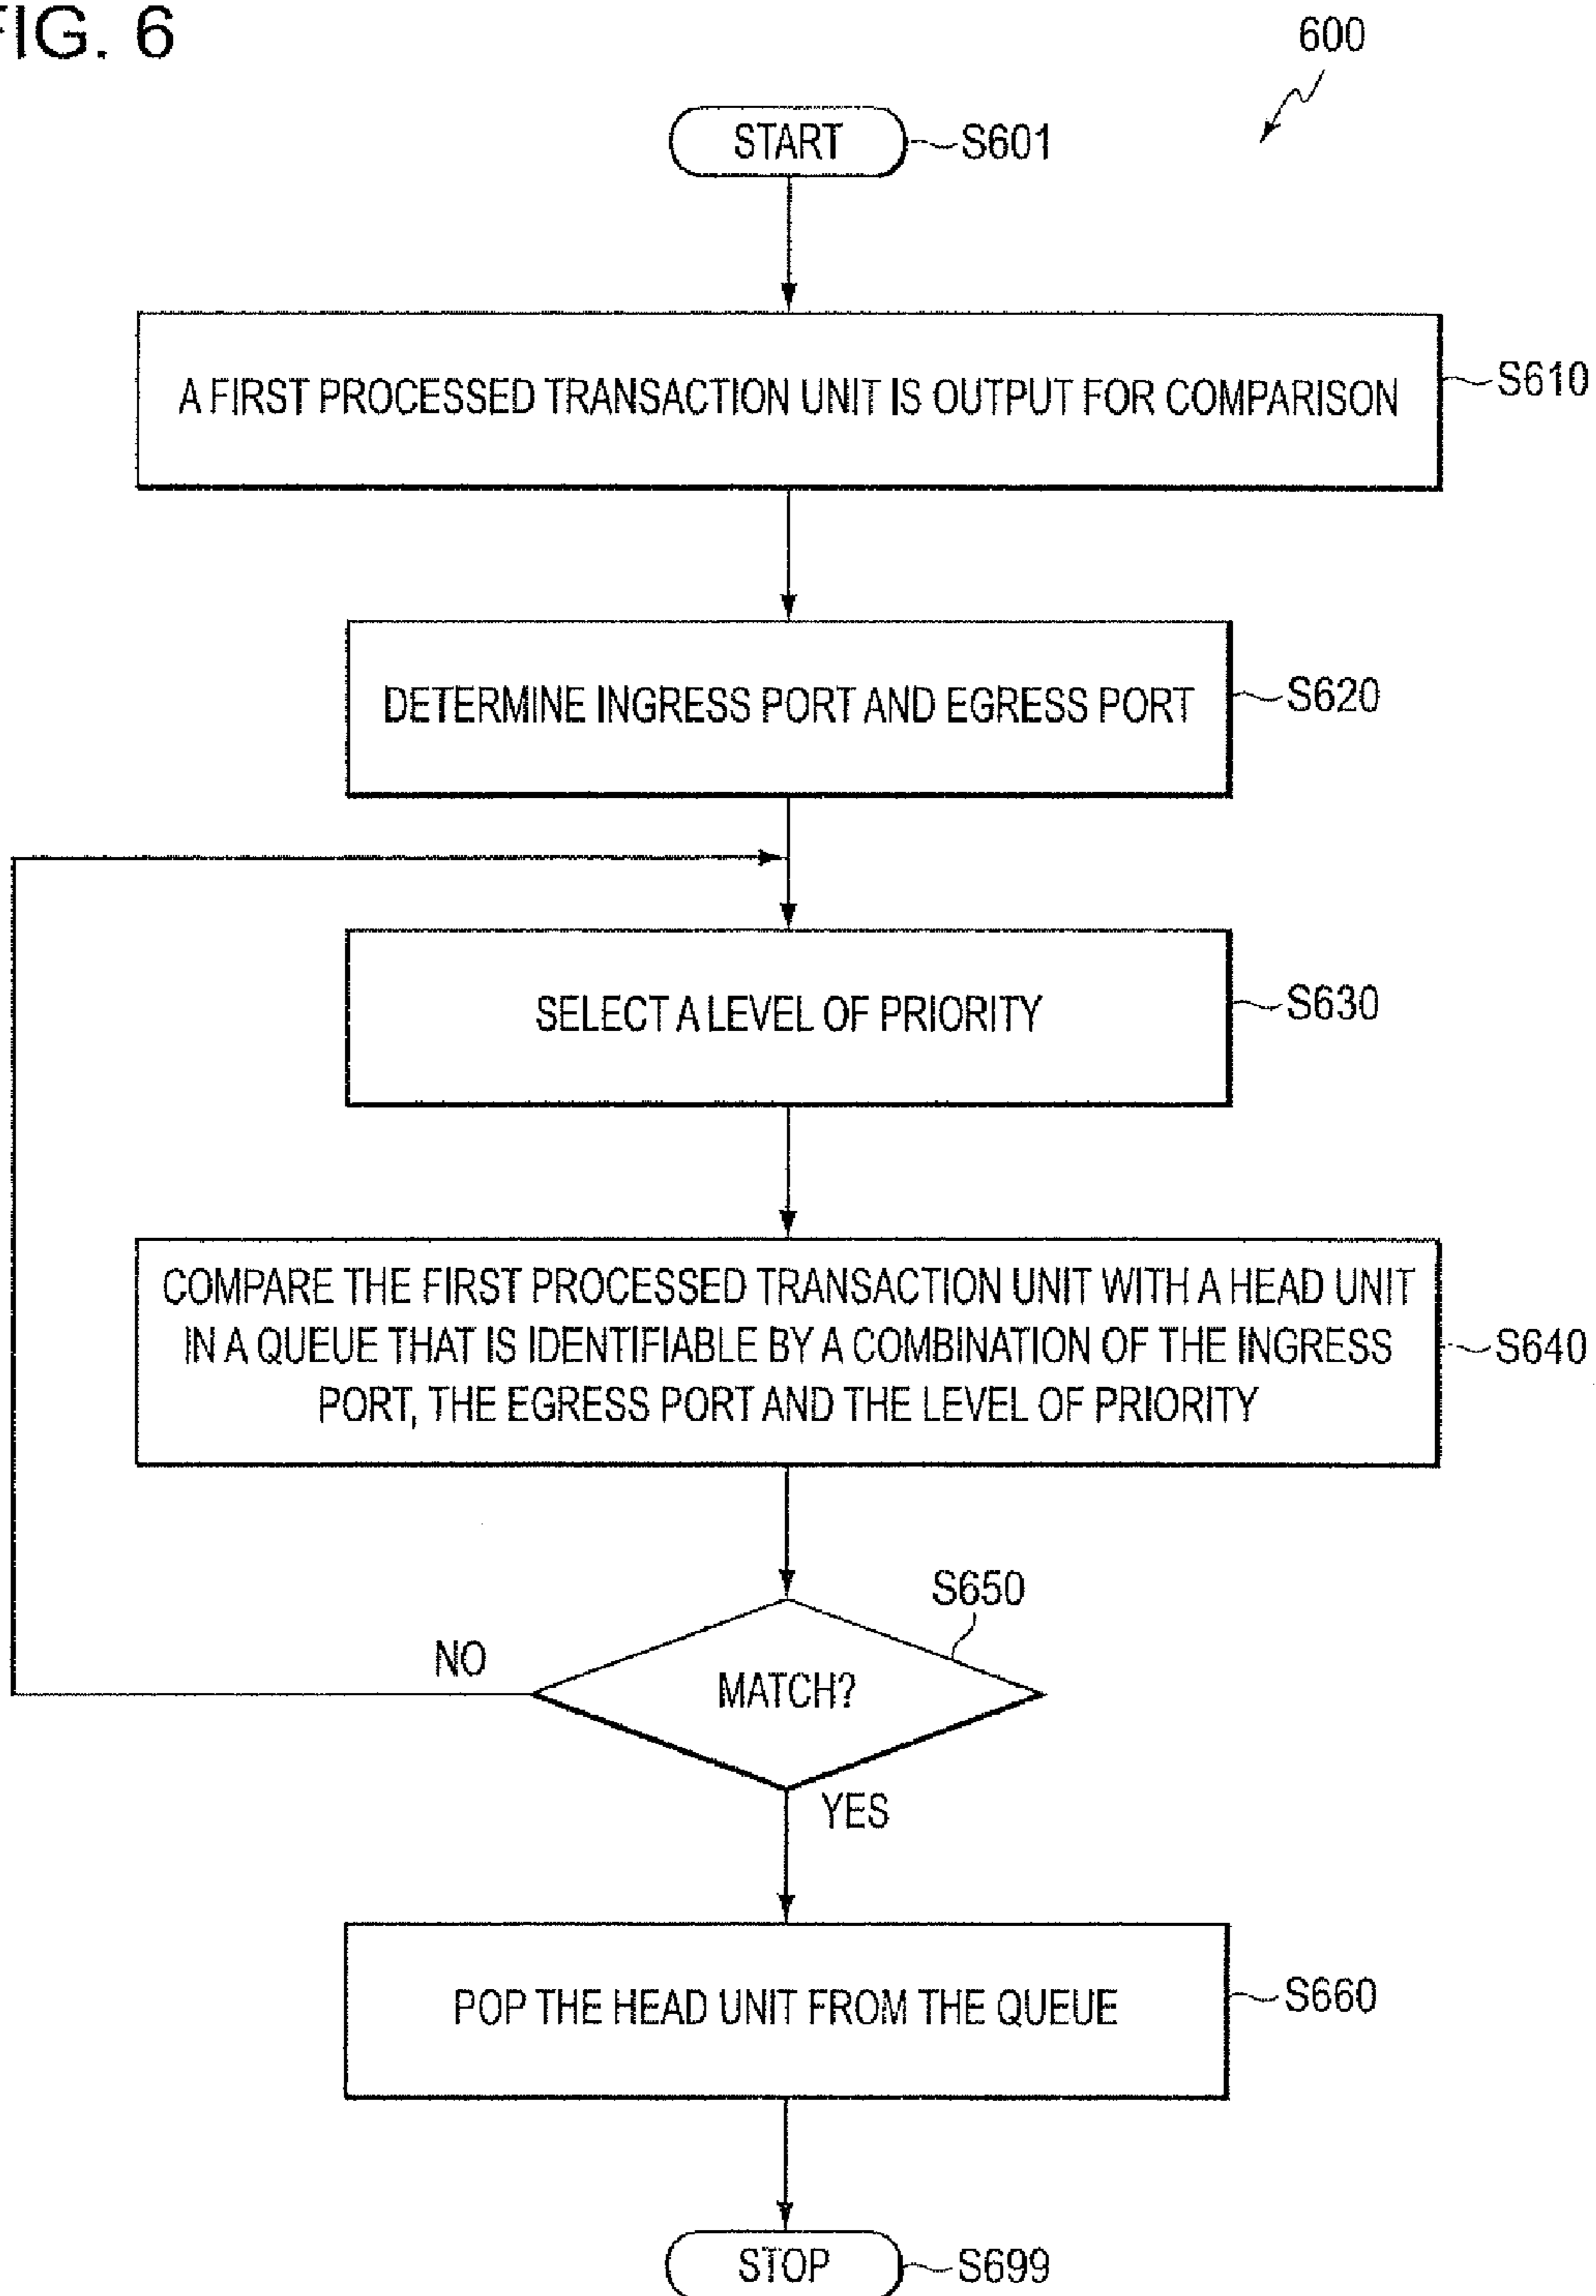 FIG. 6
600
START
S601
A FIRST PROCESSED TRANSACTION UNIT IS OUTPUT FOR COMPARISON
S610
DETERMINE INGRESS PORT AND EGRESS PORT
S620
SELECT A LEVEL OF PRIORITY
S630
COMPARE THE FIRST PROCESSED TRANSACTION UNIT WITH A HEAD UNIT
IN A QUEUE THAT IS IDENTIFIABLE BY A COMBINATION OF THE INGRESS
PORT, THE EGRESS PORT AND THE LEVEL OF PRIORITY
S640
S650
NO
MATCH?
YES
POP THE HEAD UNIT FROM THE QUEUE
S660
STOP
S699